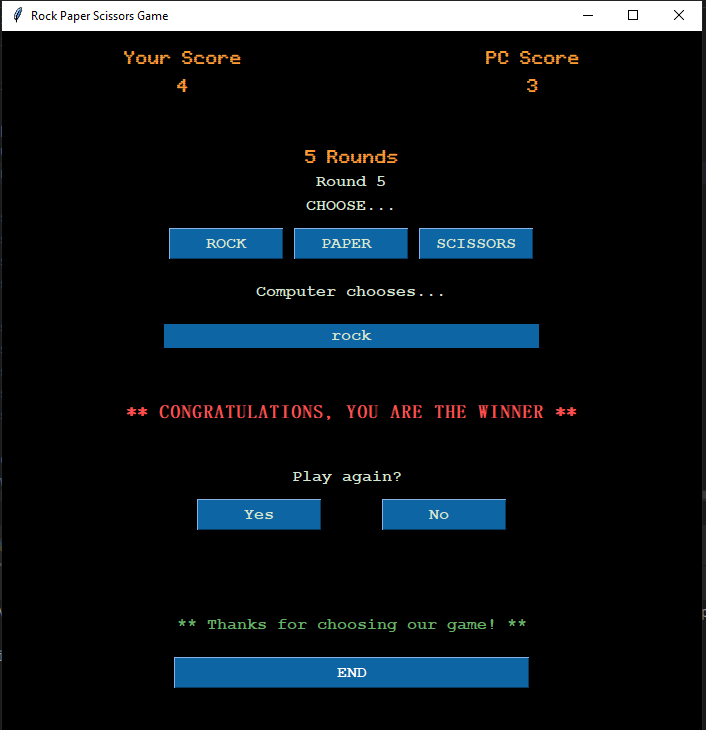 Rock Paper Scissors Game
Your Score PC Score
4 3
5 Rounds
Round 5
CHOOSE...
ROCK PAPER SCISSORS
Computer chooses...
rock
** CONGRATULATIONS, YOU ARE THE WINNER **
Play again?
Yes No
** Thanks for choosing our game! **
END